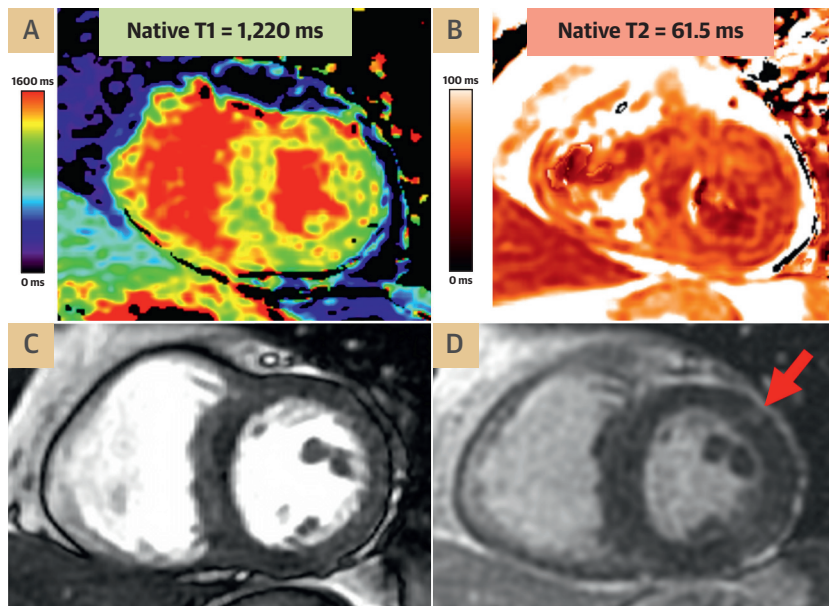 A
Native T1 = 1,220 ms
1600 ms
0 ms
B
Native T2 = 61.5 ms
100 ms
0 ms
C
D